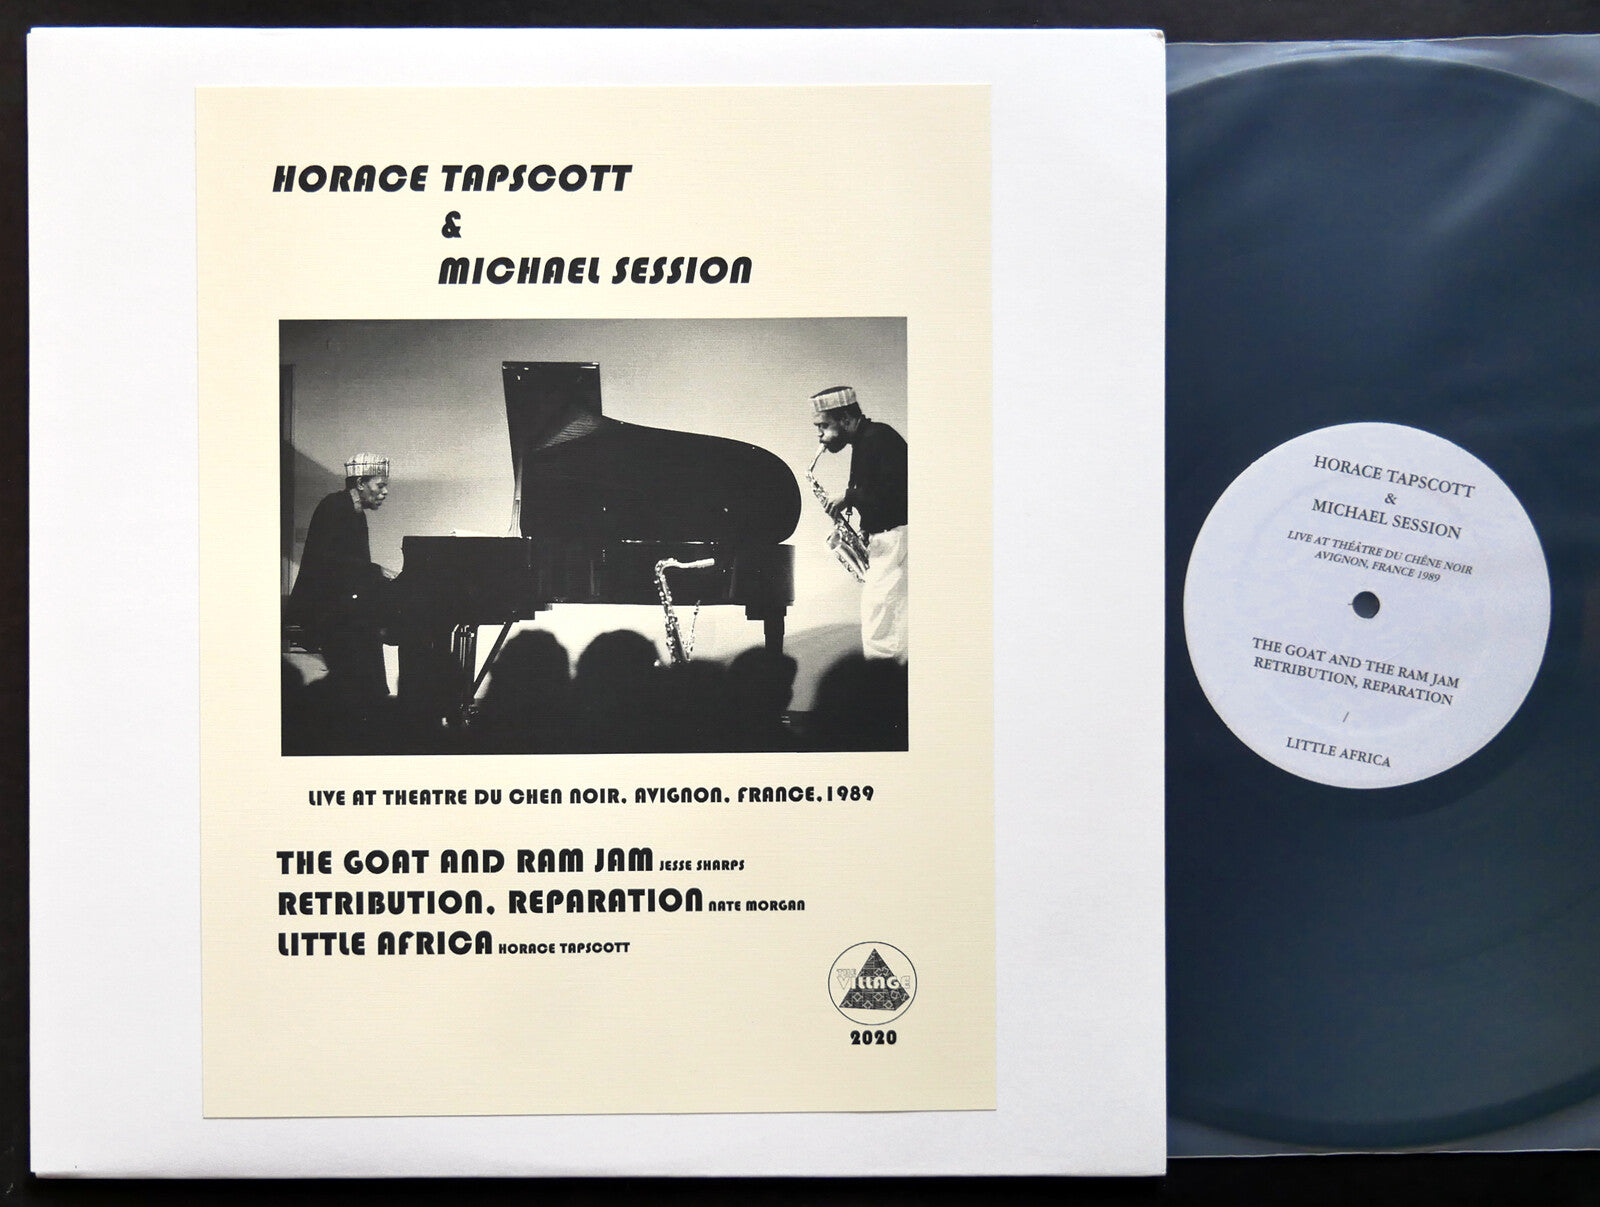 HORACE TAPSCOTT
&
MICHAEL SESSION
LIVE AT THEATRE DU CHEN NOIR, AVIGNON, FRANCE, 1989
THE GOAT AND RAM JAM JESSE SHARPS
RETRIBUTION, REPARATION NATE MORGAN
LITTLE AFRICA HORACE TAPSCOTT
THE
VILLAGE
2020
HORACE TAPSCOTT
&
MICHAEL SESSION
LIVE AT THÉÂTRE DU CHÊNE NOIR
AVIGNON, FRANCE 1989
THE GOAT AND THE RAM JAM
RETRIBUTION, REPARATION
/
LITTLE AFRICA